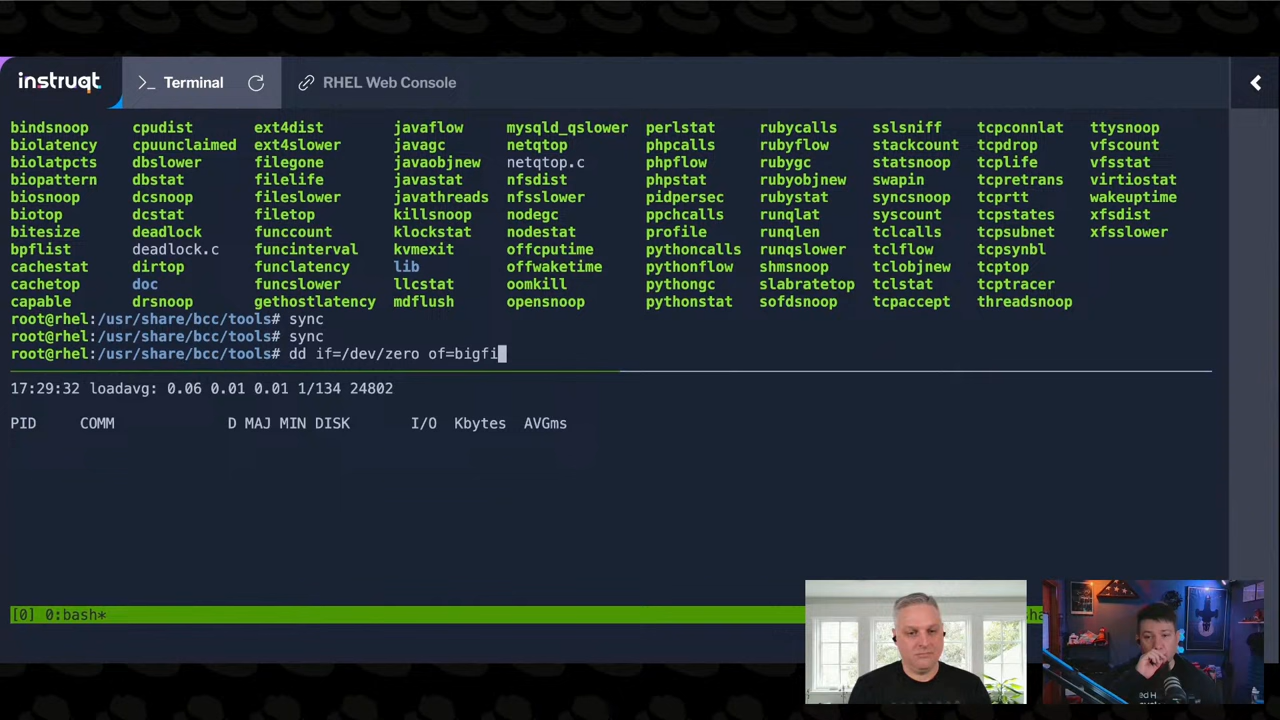 instruqt >_ Terminal RHEL Web Console
bindsnoop cpudist ext4dist javaflow mysqld_qslower perlstat rubycalls sslsniff tcpconnlat ttysnoop
biolatency cpuunclaimed ext4slower javagc netqtop phpcalls rubyflow stackcount tcpdrop vfscount
biolatpcts dbslower filegone javaobjnew netqtop.c phpflow rubygc statsnoop tcplife vfsstat
biopattern dbstat filelife javastat nfsdist phpstat rubyobjnew swapin tcpretrans virtiostat
biosnoop dcsnoop fileslower javathreads nfsslower pidpersec rubystat syncsnoop tcprtt wakeuptime
biotop dcstat filetop killsnoop nodegc ppchcalls runqlat syscount tcpstates xfsdist
bitesize deadlock funccount klockstat nodestat profile runqlen tclcalls tcpsubnet xfsslower
bpflist deadlock.c funcinterval kvmexit offcputime pythoncalls runqslower tclflow tcpsynbl
cachestat dirtop funclatency lib offwaketime pythonflow shmsnoop tclobjnew tcptop
cachetop doc funcslower llcstat oomkill pythongc slabratetop tclstat tcptracer
capable drsnoop gethostlatency mdflush opensnoop pythonstat sofdsnoop tcpaccept threadsnoop
root@rhel:/usr/share/bcc/tools# sync
root@rhel:/usr/share/bcc/tools# sync
root@rhel:/usr/share/bcc/tools# dd if=/dev/zero of=bigfi
17:29:32 loadavg: 0.06 0.01 0.01 1/134 24802
PID COMM D MAJ MIN DISK I/O Kbytes AVGms
[0] 0:bash*